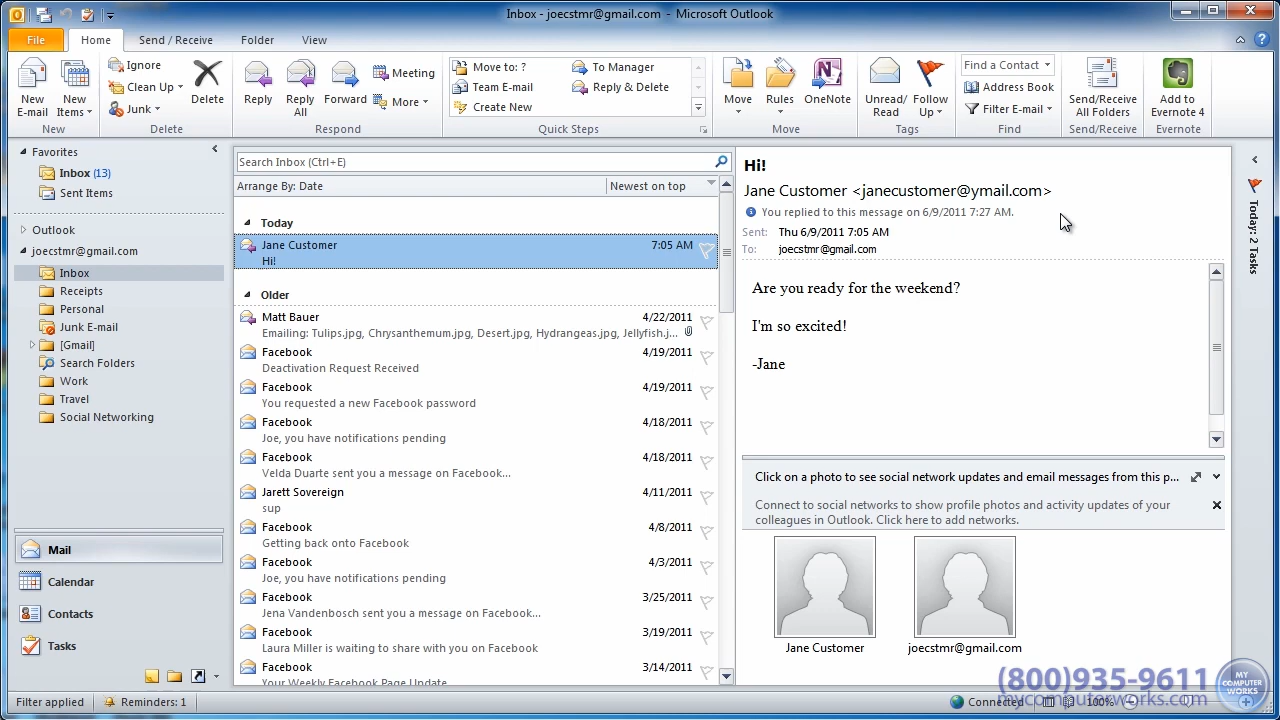 Inbox - joecstmr@gmail.com - Microsoft Outlook
File Home Send / Receive Folder View
New E-mail
New Items
New
Ignore
Clean Up
Junk
Delete
Delete
Reply
Reply All
Forward
Meeting
More
Respond
Move to: ?
Team E-mail
Create New
To Manager
Reply & Delete
Quick Steps
Move
Rules
OneNote
Move
Unread/ Read
Follow Up
Tags
Find a Contact
Address Book
Filter E-mail
Find
Send/Receive All Folders
Send/Receive
Add to Evernote 4
Evernote
Favorites
Inbox (13)
Sent Items
Outlook
joecstmr@gmail.com
Inbox
Receipts
Personal
Junk E-mail
[Gmail]
Search Folders
Work
Travel
Social Networking
Mail
Calendar
Contacts
Tasks
Search Inbox (Ctrl+E)
Arrange By: Date Newest on top
Today
Jane Customer 7:05 AM
Hi!
Older
Matt Bauer 4/22/2011
Emailing: Tulips.jpg, Chrysanthemum.jpg, Desert.jpg, Hydrangeas.jpg, Jellyfish.j...
Facebook 4/19/2011
Deactivation Request Received
Facebook 4/19/2011
You requested a new Facebook password
Facebook 4/18/2011
Joe, you have notifications pending
Facebook 4/18/2011
Velda Duarte sent you a message on Facebook...
Jarett Sovereign 4/11/2011
sup
Facebook 4/8/2011
Getting back onto Facebook
Facebook 4/3/2011
Joe, you have notifications pending
Facebook 3/25/2011
Jena Vandenbosch sent you a message on Facebook...
Facebook 3/19/2011
Laura Miller is waiting to share with you on Facebook
Facebook 3/14/2011
Your Weekly Facebook Page Update
Hi!
Jane Customer <janecustomer@ymail.com>
You replied to this message on 6/9/2011 7:27 AM.
Sent: Thu 6/9/2011 7:05 AM
To: joecstmr@gmail.com
Are you ready for the weekend?
I'm so excited!
-Jane
Click on a photo to see social network updates and email messages from this p...
Connect to social networks to show profile photos and activity updates of your
colleagues in Outlook. Click here to add networks.
Jane Customer
joecstmr@gmail.com
Today: 2 Tasks
(800)935-9611
mycomputerworks.com
MY COMPUTER WORKS
Filter applied
Reminders: 1
Connected
100%